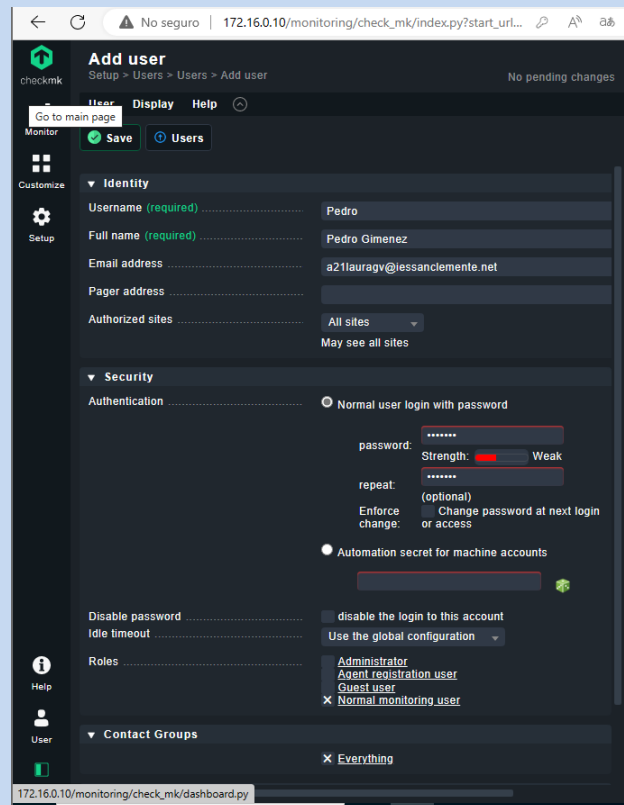 No seguro 172.16.0.10/monitoring/check_mk/index.py?start_url...
checkmk
Add user
Setup > Users > Users > Add user
No pending changes
User Display Help
Go to main page
Monitor
Save Users
Customize
Setup
Identity
Username (required) Pedro
Full name (required) Pedro Gimenez
Email address a21lauragv@iessanclemente.net
Pager address
Authorized sites All sites
May see all sites
Security
Authentication Normal user login with password
password: •••••••
Strength: Weak
repeat: •••••••
(optional)
Enforce Change password at next login
change: or access
Automation secret for machine accounts
Disable password disable the login to this account
Idle timeout Use the global configuration
Roles Administrator
Agent registration user
Guest user
Normal monitoring user
Help
User
Contact Groups
Everything
172.16.0.10/monitoring/check_mk/dashboard.py